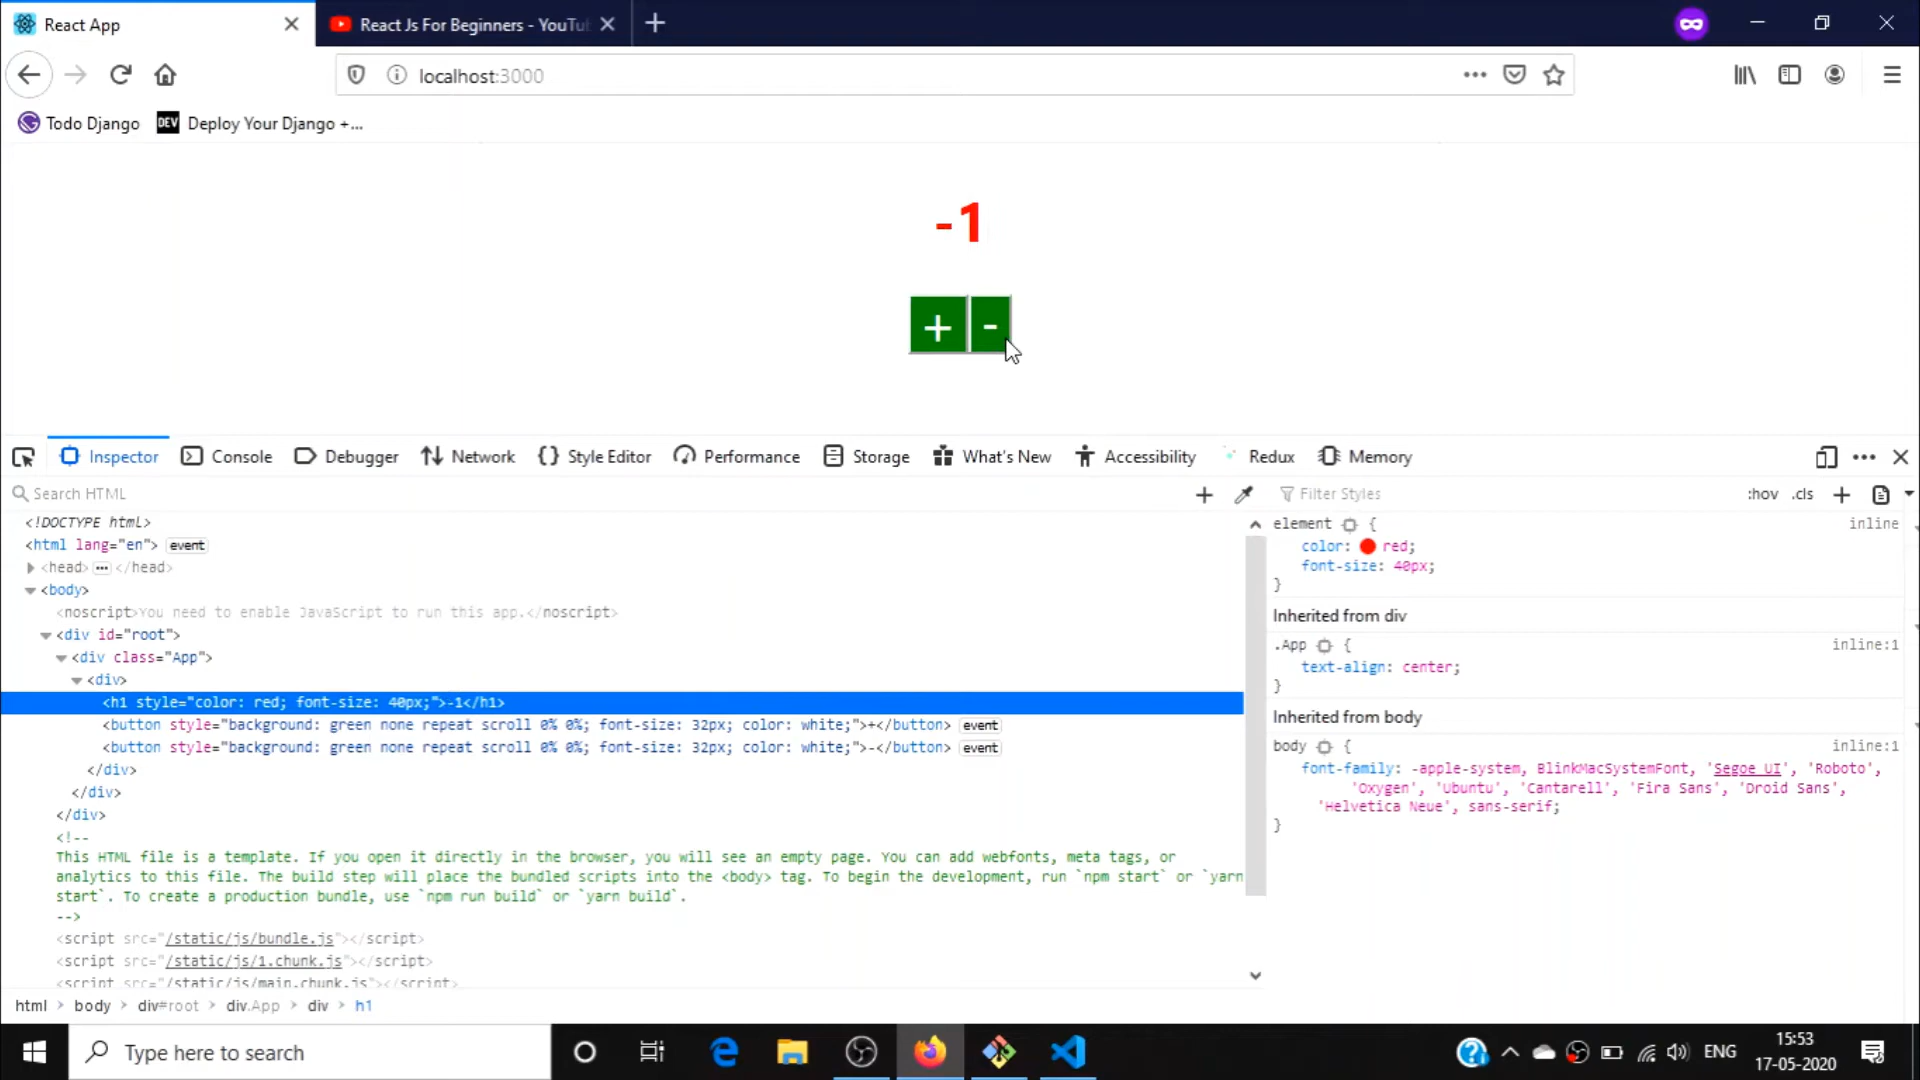 React App
React Js For Beginners - YouTu
localhost:3000
Todo Django
DEV Deploy Your Django +...
-1
+ -
Inspector Console Debugger Network Style Editor Performance Storage What's New Accessibility Redux Memory
Search HTML
Filter Styles :hov .cls
<!DOCTYPE html>
<html lang="en"> event
<head> ••• </head>
<body>
<noscript>You need to enable JavaScript to run this app.</noscript>
<div id="root">
<div class="App">
<div>
<h1 style="color: red; font-size: 40px;">-1</h1>
<button style="background: green none repeat scroll 0% 0%; font-size: 32px; color: white;">+</button> event
<button style="background: green none repeat scroll 0% 0%; font-size: 32px; color: white;">-</button> event
</div>
</div>
</div>
<!--
This HTML file is a template. If you open it directly in the browser, you will see an empty page. You can add webfonts, meta tags, or
analytics to this file. The build step will place the bundled scripts into the <body> tag. To begin the development, run `npm start` or `yarn
start`. To create a production bundle, use `npm run build` or `yarn build`.
-->
<script src="/static/js/bundle.js"></script>
<script src="/static/js/1.chunk.js"></script>
<script src="/static/js/main.chunk.js"></script>
element { inline
color: red;
font-size: 40px;
}
Inherited from div
.App { inline:1
text-align: center;
}
Inherited from body
body { inline:1
font-family: -apple-system, BlinkMacSystemFont, 'Segoe UI', 'Roboto',
'Oxygen', 'Ubuntu', 'Cantarell', 'Fira Sans', 'Droid Sans',
'Helvetica Neue', sans-serif;
}
html > body > div#root > div.App > div > h1
Type here to search
ENG
15:53
17-05-2020